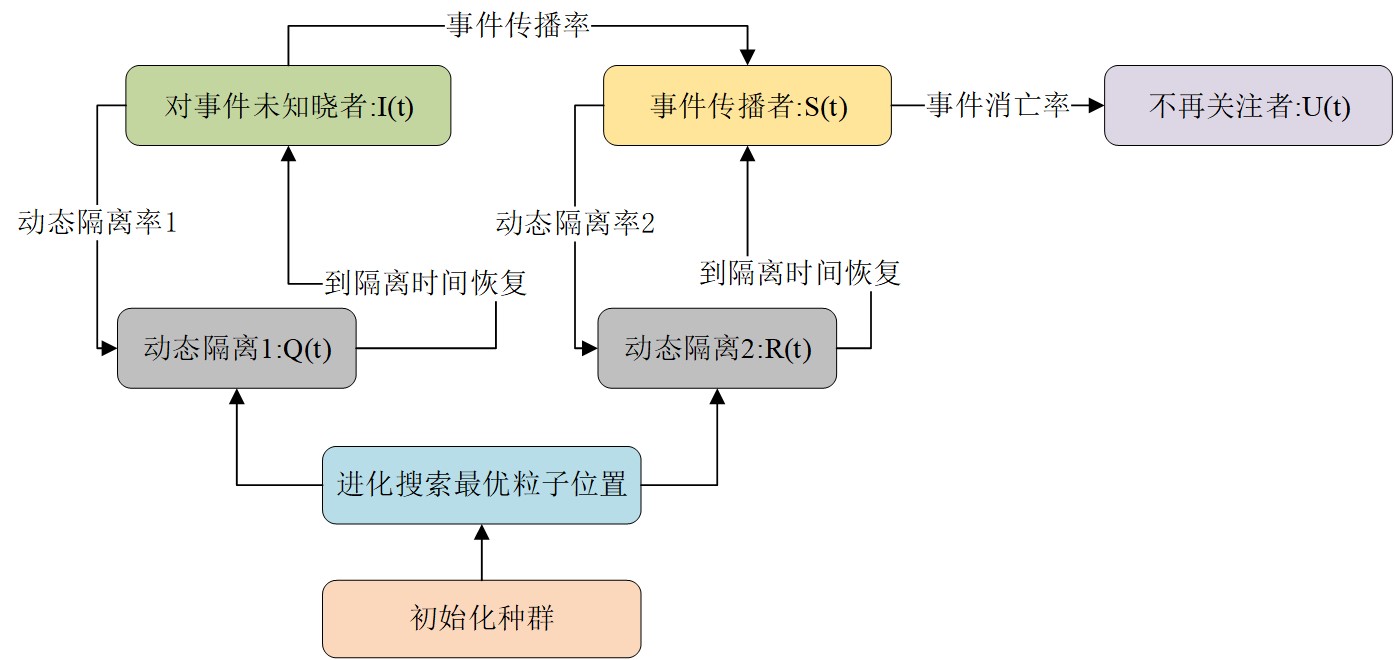 事件传播率
对事件未知晓者:I(t)
事件传播者:S(t)
事件消亡率
不再关注者:U(t)
动态隔离率1
动态隔离率2
到隔离时间恢复
到隔离时间恢复
动态隔离1:Q(t)
动态隔离2:R(t)
进化搜索最优粒子位置
初始化种群